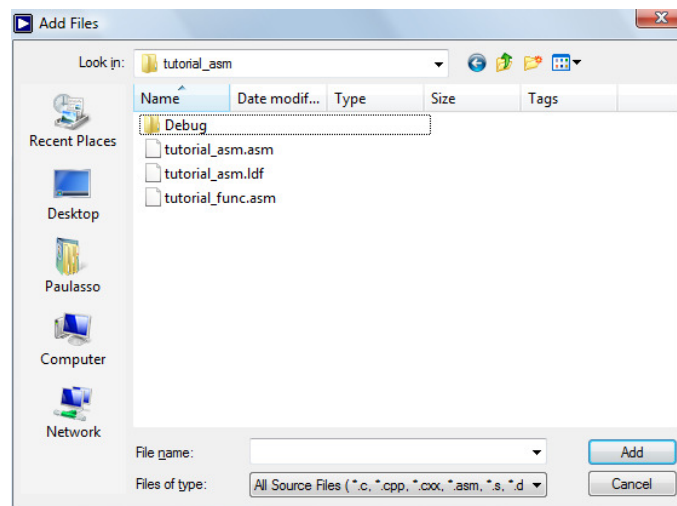 Add Files
Look in: tutorial_asm
Name Date modif... Type Size Tags
Recent Places
Desktop
Paulasso
Computer
Network
Debug
tutorial_asm.asm
tutorial_asm.ldf
tutorial_func.asm
File name: Add
Files of type: All Source Files ( *.c, *.cpp, *.cxx, *.asm, *.s, *.d Cancel